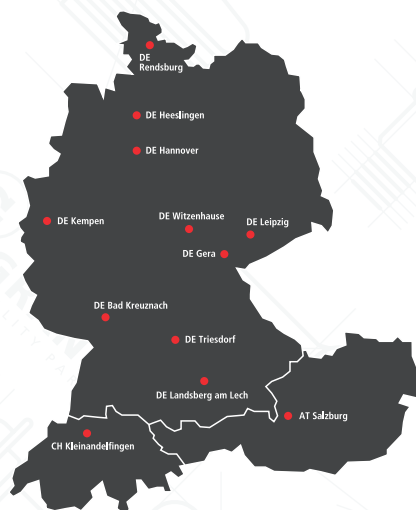 DE
Rendsburg
DE Heeslingen
DE Hannover
DE Kempen
DE Witzenhause
DE Leipzig
DE Gera
DE Bad Kreuznach
DE Triesdorf
DE Landsberg am Lech
AT Salzburg
CH Kleinandelfingen